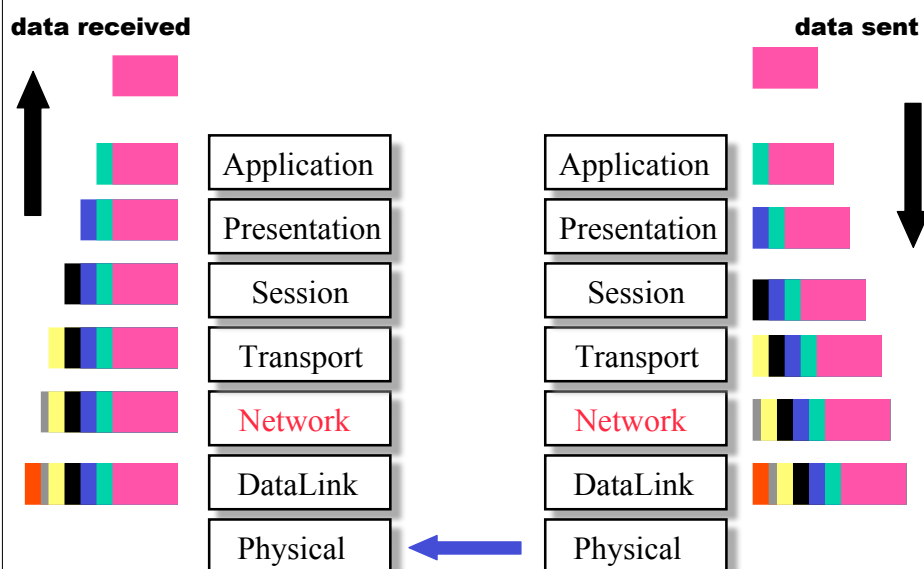 data received
data sent
Application
Application
Presentation
Presentation
Session
Session
Transport
Transport
Network
Network
DataLink
DataLink
Physical
Physical